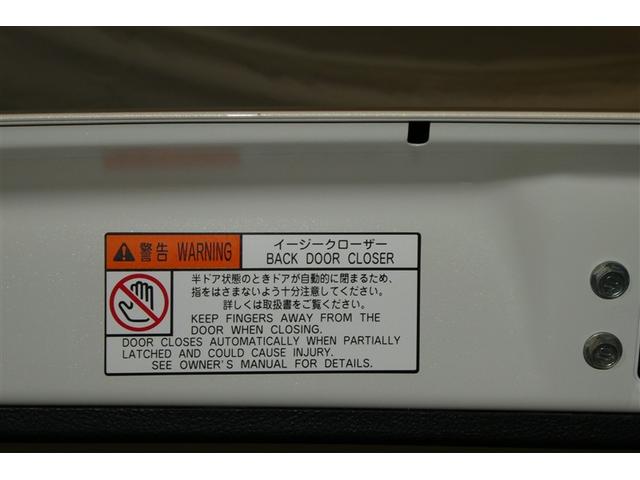 警告 WARNING
イージークローザー
BACK DOOR CLOSER
半ドア状態のときドアが自動的に閉まるため、
指をはさまないよう十分注意してください。
詳しくは取扱書をご覧ください。
KEEP FINGERS AWAY FROM THE
DOOR WHEN CLOSING.
DOOR CLOSES AUTOMATICALLY WHEN PARTIALLY
LATCHED AND COULD CAUSE INJURY.
SEE OWNER'S MANUAL FOR DETAILS.